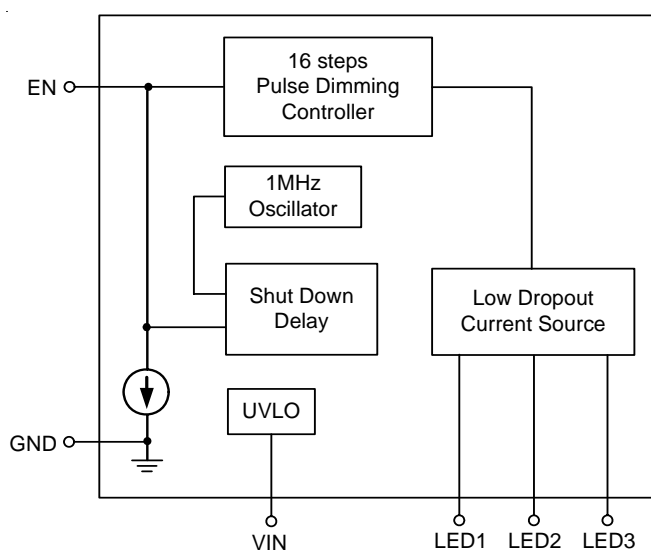 EN
16 steps
Pulse Dimming
Controller
1MHz
Oscillator
Shut Down
Delay
Low Dropout
Current Source
UVLO
GND
VIN
LED1
LED2
LED3